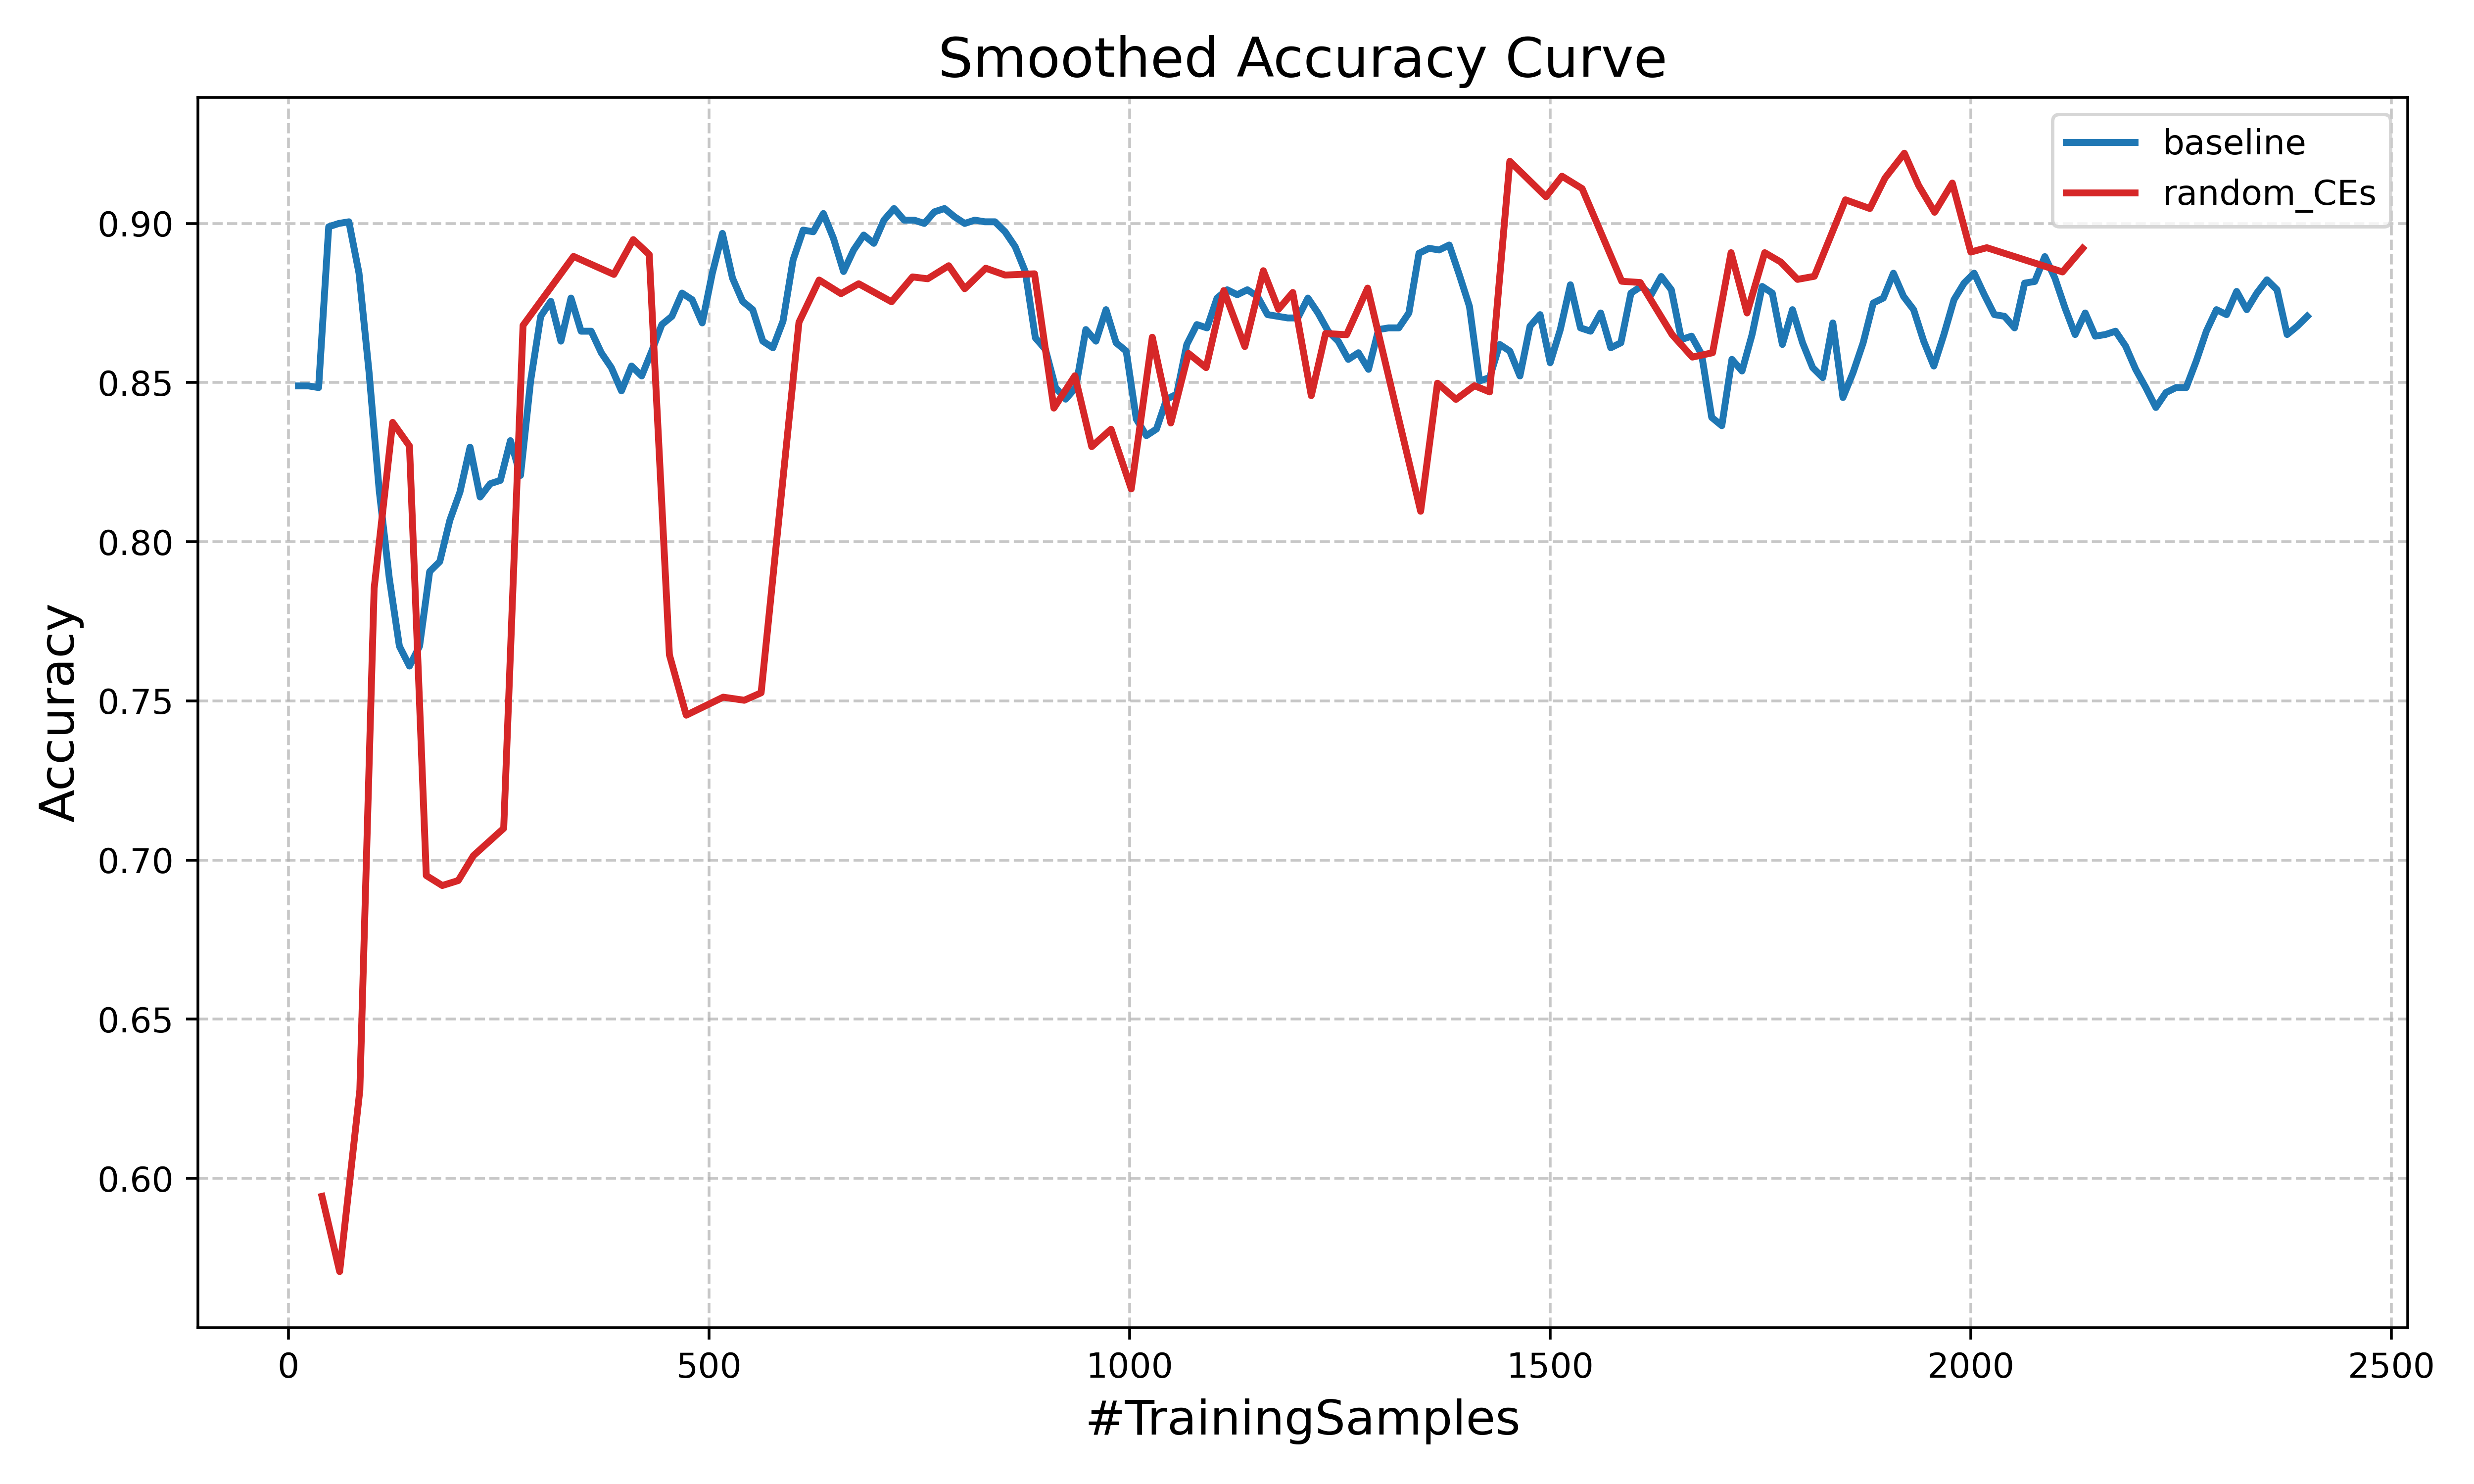 Smoothed Accuracy Curve
baseline
random_CEs
0.90
0.85
0.80
0.75
0.70
0.65
0.60
Accuracy
0 500 1000 1500 2000 2500
#TrainingSamples